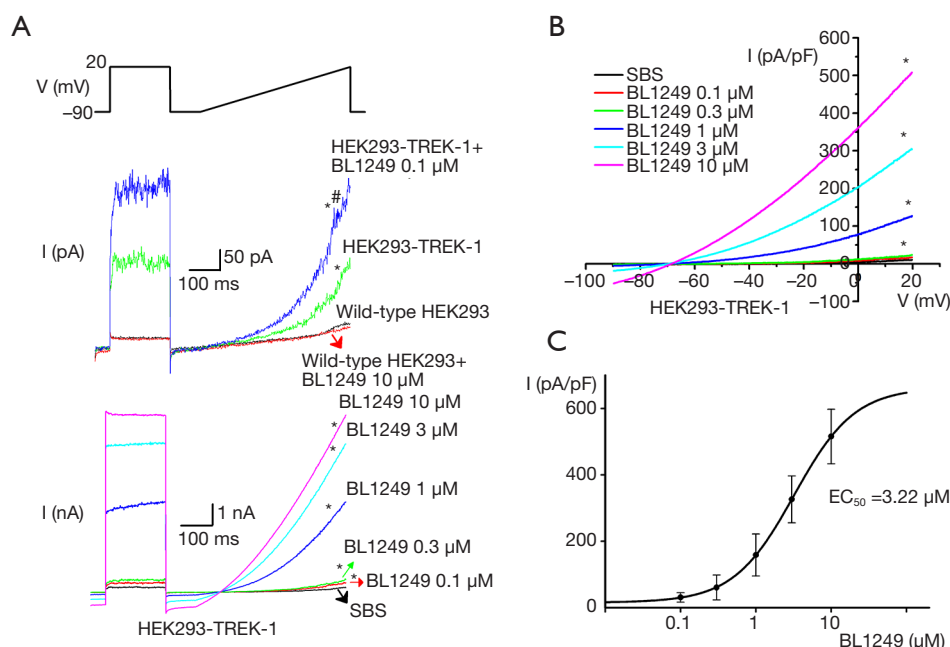 A
20
V (mV)
−90
HEK293-TREK-1+
BL1249 0.1 µM
* #
I (pA)
50 pA
100 ms
HEK293-TREK-1
*
Wild-type HEK293
Wild-type HEK293+
BL1249 10 µM
BL1249 10 µM
*
BL1249 3 µM
*
BL1249 1 µM
*
I (nA)
1 nA
100 ms
BL1249 0.3 µM
*
* BL1249 0.1 µM
SBS
HEK293-TREK-1
B
I (pA/pF)
600
500
400
300
200
100
0
−100
SBS
BL1249 0.1 µM
BL1249 0.3 µM
BL1249 1 µM
BL1249 3 µM
BL1249 10 µM
*
*
*
*
−100 −80 −60 −40 −20 0 20
HEK293-TREK-1
V (mV)
C
I (pA/pF)
600
400
200
0
EC₅₀ =3.22 µM
0.1 1 10
BL1249 (µM)